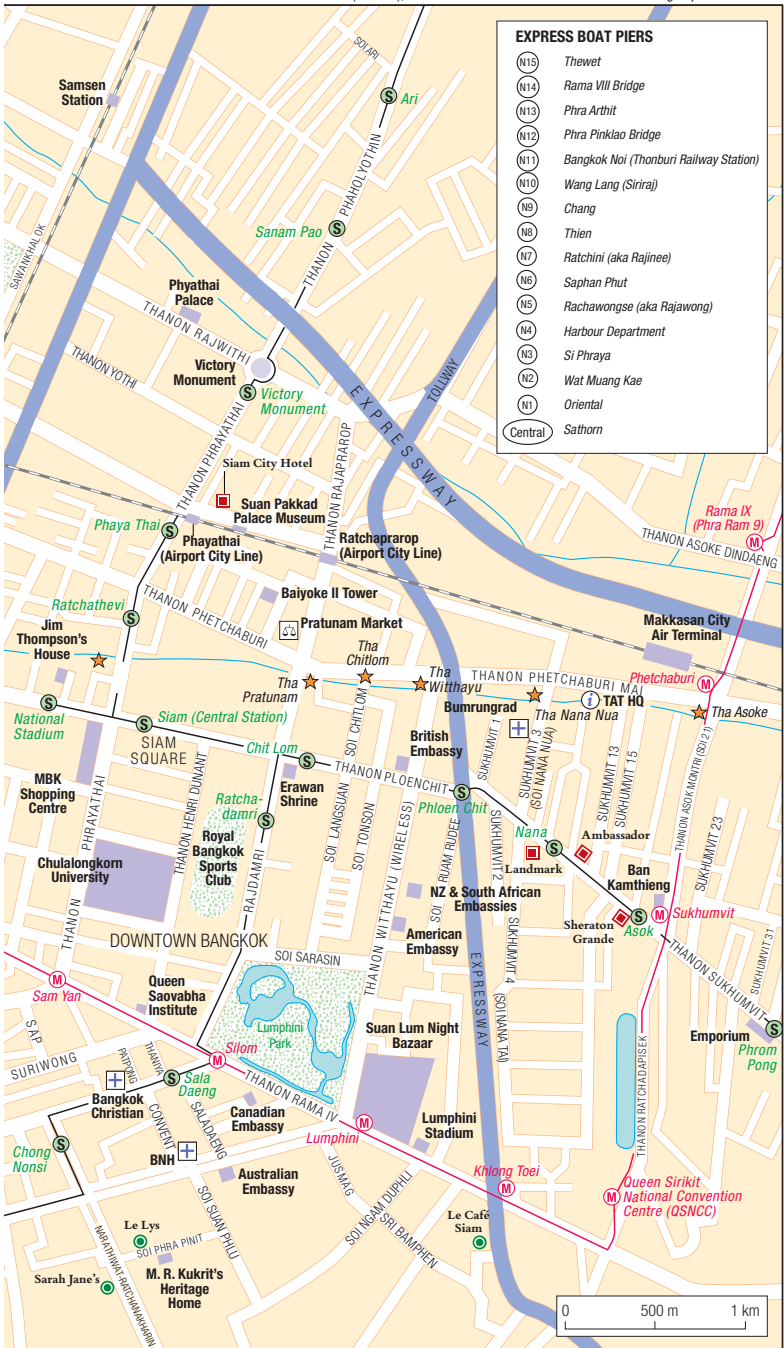 EXPRESS BOAT PIERS
N15 Thewet
N14 Rama VIII Bridge
N13 Phra Arthit
N12 Phra Pinklao Bridge
N11 Bangkok Noi (Thonburi Railway Station)
N10 Wang Lang (Siriraj)
N9 Chang
N8 Thien
N7 Ratchini (aka Rajinee)
N6 Saphan Phut
N5 Rachawongse (aka Rajawong)
N4 Harbour Department
N3 Si Phraya
N2 Wat Muang Kae
N1 Oriental
Central Sathorn
SOI ARI
Samsen
Station
S Ari
THANON PHAHOLYOTHIN
SAWANKHALOK
Sanam Pao S
Phyathai
Palace
THANON RAJWITHI
THANON YOTHI
Victory
Monument
S Victory
Monument
EXPRESSWAY
TOLLWAY
THANON PHRAYATHAI
THANON RAJAPRAROP
Siam City Hotel
Suan Pakkad
Palace Museum
Phaya Thai S
Phayathai
(Airport City Line)
Ratchaprarop
(Airport City Line)
Rama IX
(Phra Ram 9)
M
THANON ASOKE DINDAENG
Ratchathevi
S
THANON PHETCHABURI
Baiyoke II Tower
Jim
Thompson's
House
Pratunam Market
Makkasan City
Air Terminal
Tha
Chitlom
Tha
Pratunam
Tha
Witthayu
THANON PHETCHABURI MAI
Phetchaburi M
Bumrungrad
Tha Nana Nua
i TAT HQ
Tha Asoke
S
National
Stadium
S Siam (Central Station)
SIAM
SQUARE
Chit Lom S
SOI CHITLOM
British
Embassy
SUKHUMVIT 1
SUKHUMVIT 3
(SOI NANA NUA)
SUKHUMVIT 13
SUKHUMVIT 15
THANON ASOK MONTRI (SOI 21)
SUKHUMVIT 23
MBK
Shopping
Centre
THANON PHRAYATHAI
THANON HENRI DUNANT
Erawan
Shrine
THANON PLOENCHIT
S
Phloen Chit
Ratcha-
damri S
Royal
Bangkok
Sports
Club
RAJDAMRI
SOI LANGSUAN
SOI TONSON
THANON WITTHAYU (WIRELESS)
SOI RUAM RUDEE
SUKHUMVIT 2
Nana S
Ambassador
Landmark
Chulalongkorn
University
NZ & South African
Embassies
Ban
Kamthieng
Sheraton
Grande
S
Asok
M Sukhumvit
American
Embassy
SUKHUMVIT 4
(SOI NANA TAI)
THANON SUKHUMVIT
SUKHUMVIT 31
DOWNTOWN BANGKOK
SOI SARASIN
EXPRESSWAY
M
Sam Yan
Queen
Saovabha
Institute
Lumphini
Park
Suan Lum Night
Bazaar
Emporium
S
Phrom
Pong
SAP
SURIWONG
PATPONG
THANIYA
M
Silom
THANON RAMA IV
THANON RATCHADAPISEK
S Sala
Daeng
Bangkok
Christian
CONVENT
SALADAENG
Canadian
Embassy
M
Lumphini
Lumphini
Stadium
Chong
Nonsi
S
BNH
Australian
Embassy
JUSMAG
Khlong Toei
M
M
Queen Sirikit
National Convention
Centre (QSNCC)
SOI SUAN PHLU
SOI NGAM DUPHLI
SRI BAMPHEN
Le Café
Siam
Le Lys
SOI PHRA PINIT
NARATHIWAT-RATCHANAKHARIN
Sarah Jane's
M. R. Kukrit's
Heritage
Home
0 500 m 1 km